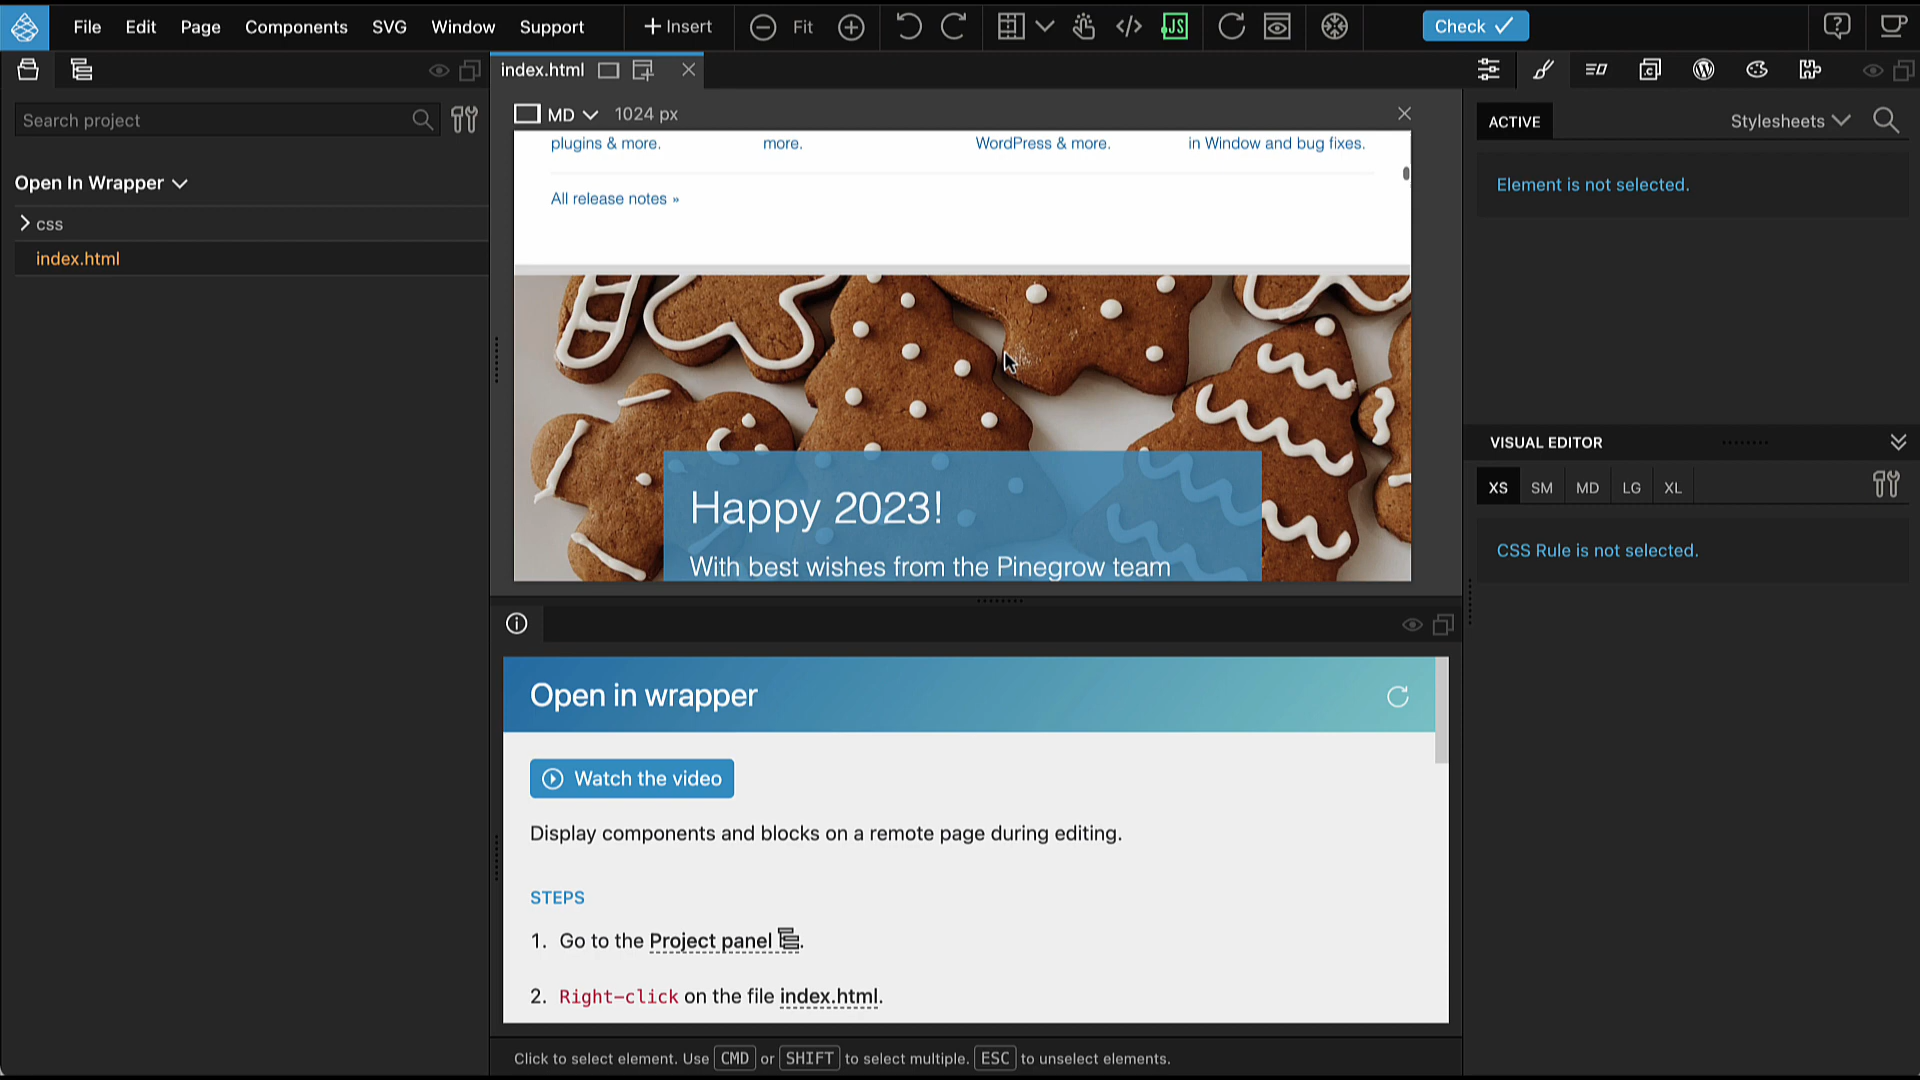 File Edit Page Components SVG Window Support + Insert Fit JS Check
index.html
Search project
Open In Wrapper
css
index.html
MD 1024 px
plugins & more. more. WordPress & more. in Window and bug fixes.
All release notes »
Happy 2023!
With best wishes from the Pinegrow team
Open in wrapper
Watch the video
Display components and blocks on a remote page during editing.
STEPS
1. Go to the Project panel.
2. Right-click on the file index.html.
Click to select element. Use CMD or SHIFT to select multiple. ESC to unselect elements.
ACTIVE Stylesheets
Element is not selected.
VISUAL EDITOR
XS SM MD LG XL
CSS Rule is not selected.